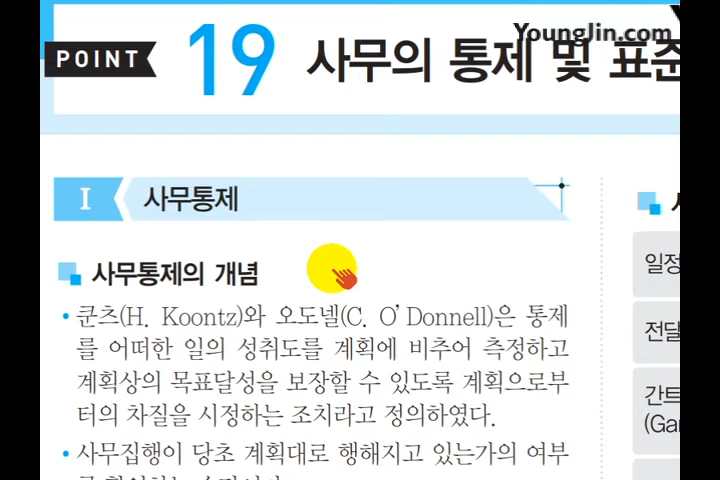 YoungJin.com
POINT 19 사무의 통제 및 표준
I 사무통제
사무통제의 개념
• 쿤츠(H. Koontz)와 오도넬(C. O’Donnell)은 통제
를 어떠한 일의 성취도를 계획에 비추어 측정하고
계획상의 목표달성을 보장할 수 있도록 계획으로부
터의 차질을 시정하는 조치라고 정의하였다.
• 사무집행이 당초 계획대로 행해지고 있는가의 여부
일정
전달
간트
(Gar